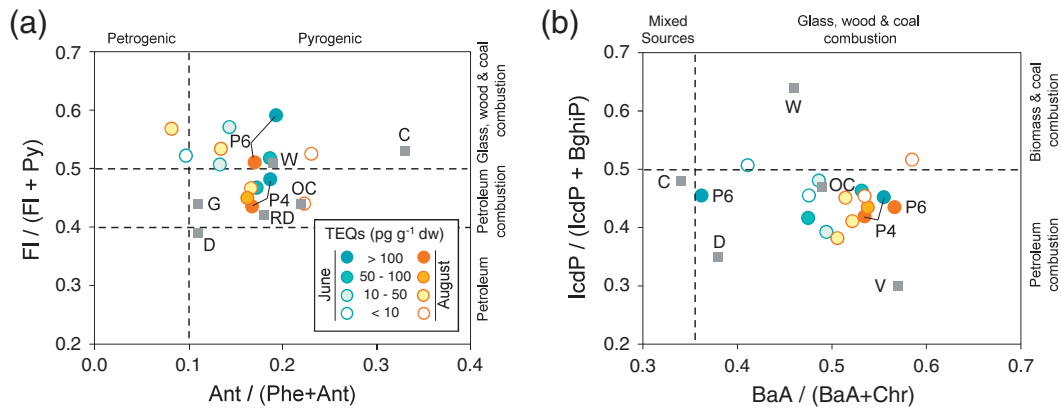 (a)
Petrogenic
Pyrogenic
0.7
0.6
0.5
0.4
0.3
0.2
Fl / (Fl + Py)
P6
C
W
OC
G
P4
RD
D
TEQs (pg g-1 dw)
June
> 100
50 - 100
10 - 50
< 10
August
0.0
0.1
0.2
0.3
0.4
Ant / (Phe+Ant)
Glass, wood & coal
combustion
Petroleum
combustion
Petroleum
(b)
Mixed
Sources
Glass, wood & coal
combustion
0.7
0.6
0.5
0.4
0.3
0.2
IcdP / (IcdP + BghiP)
W
C
P6
OC
P6
P4
D
V
0.3
0.4
0.5
0.6
0.7
BaA / (BaA+Chr)
Biomass & coal
combustion
Petroleum
combustion